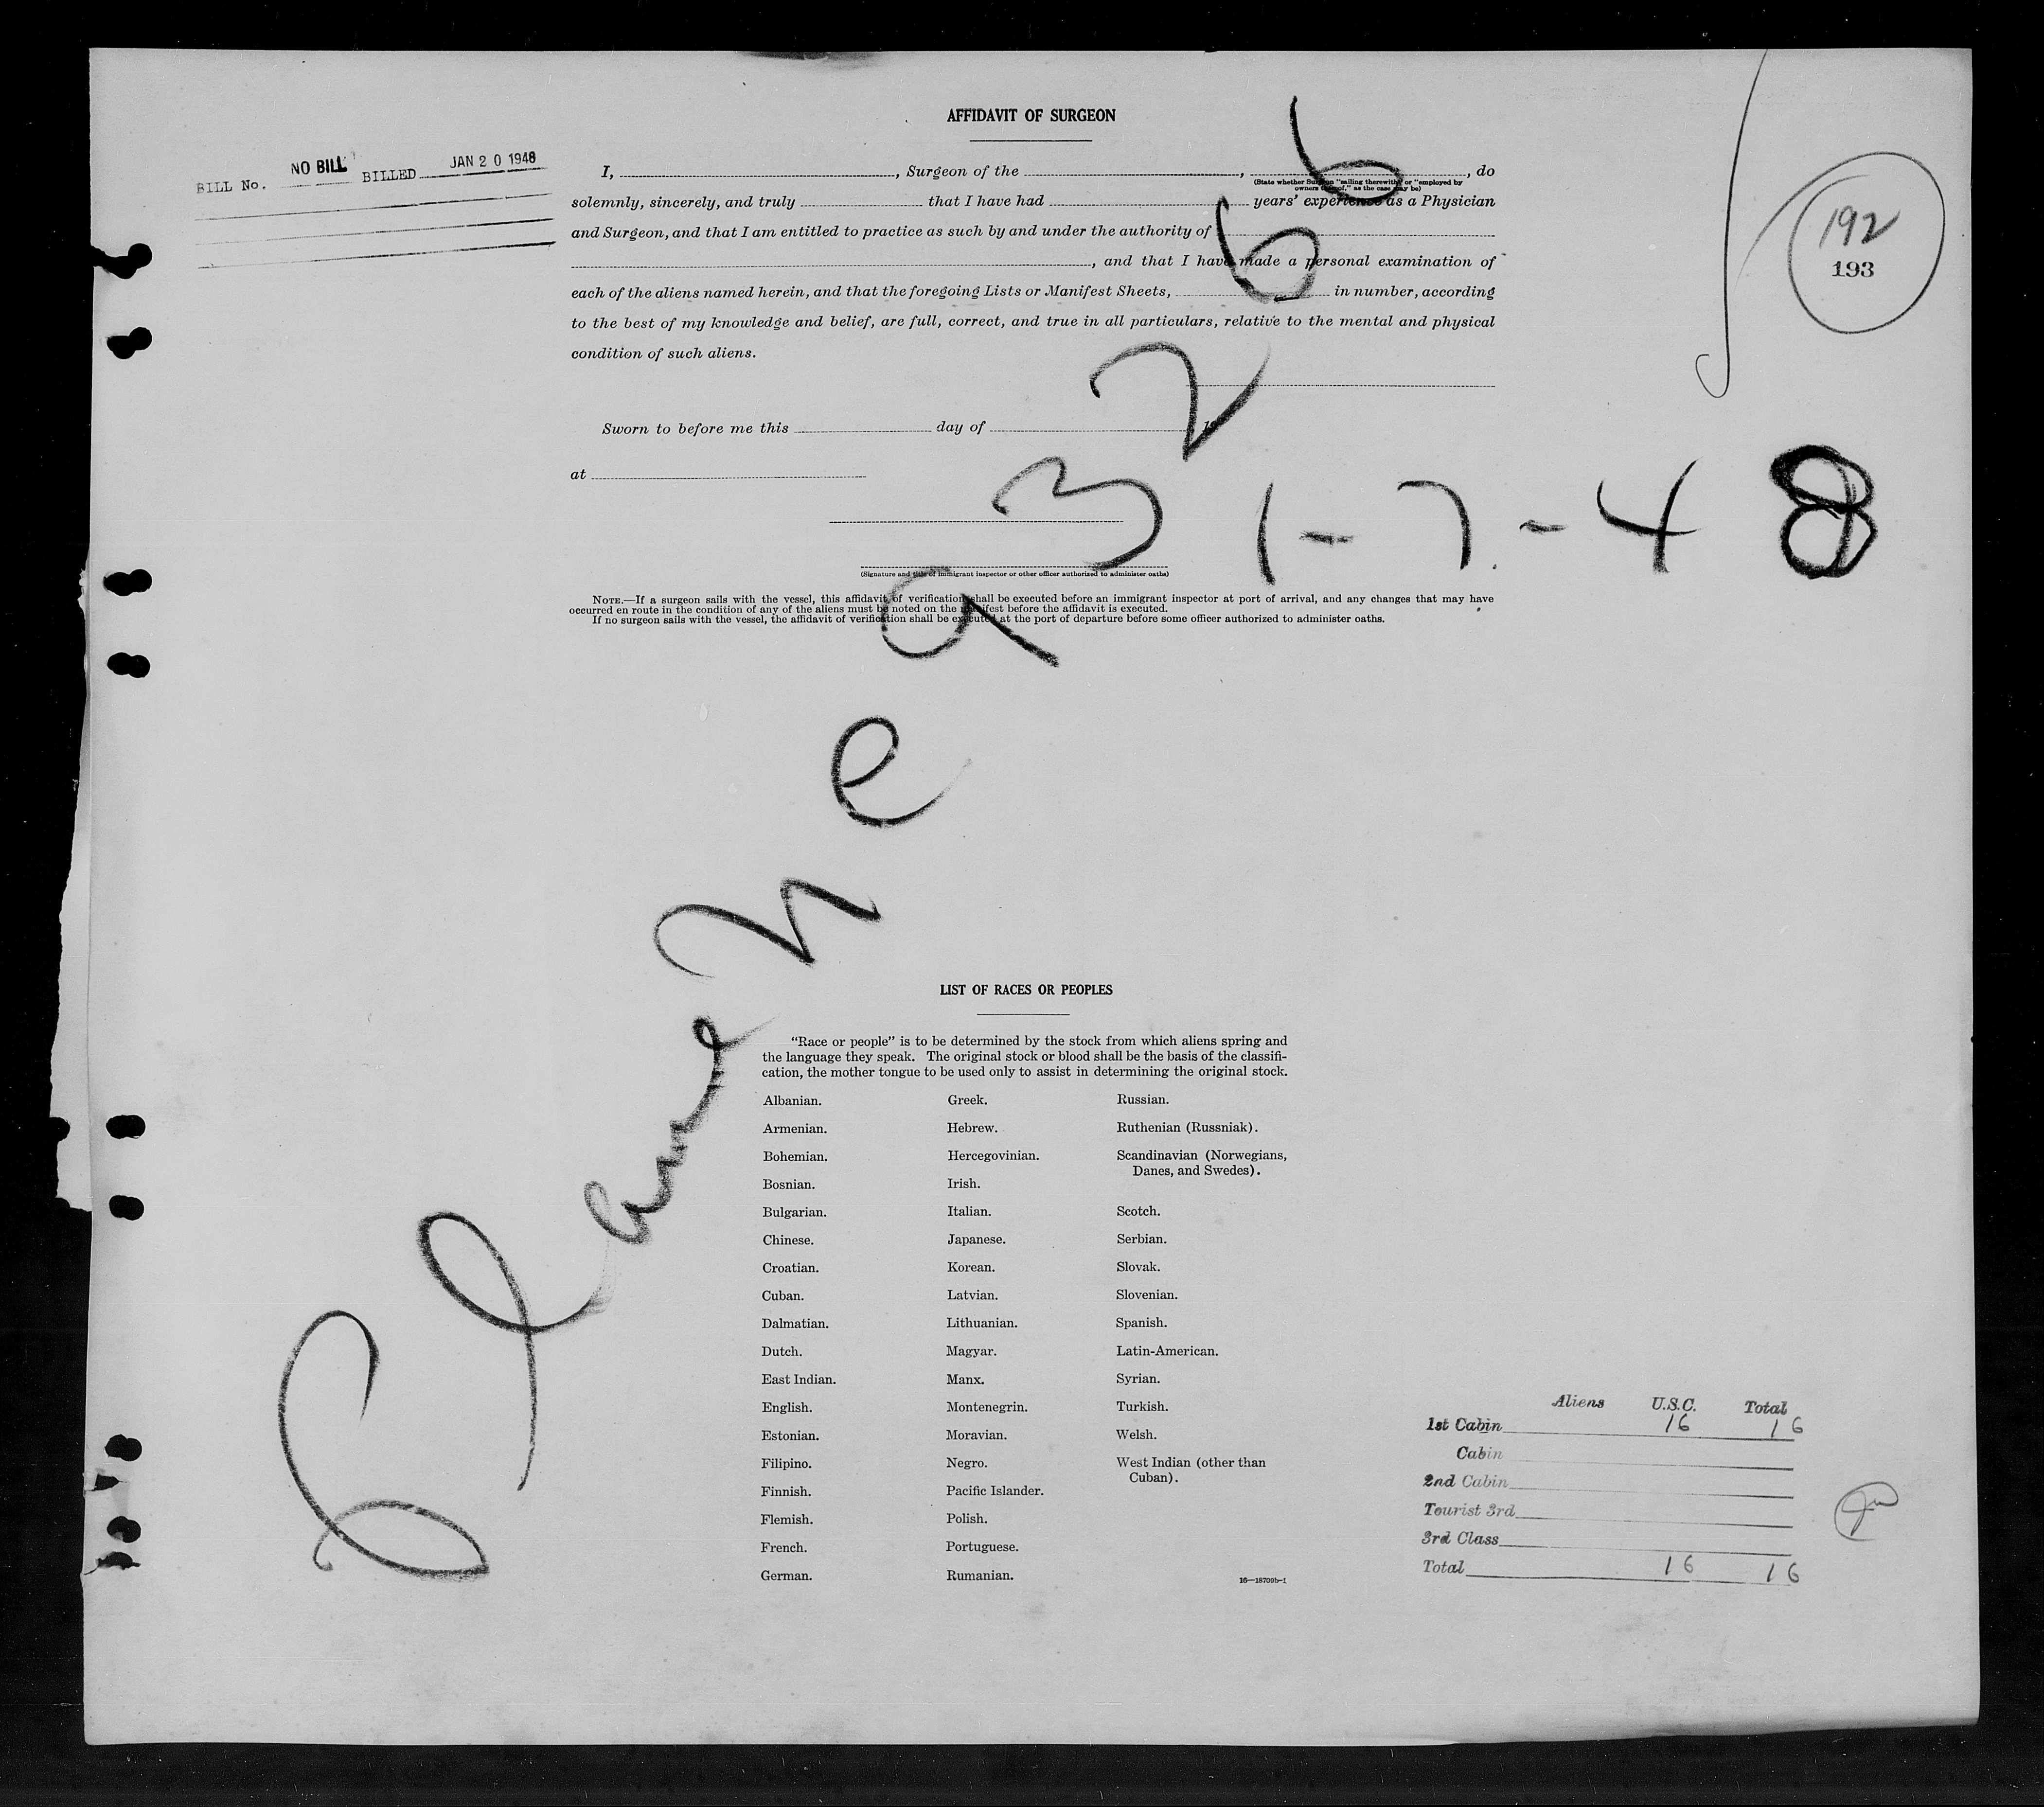 AFFIDAVIT OF SURGEON
BILL No. NO BILL BILLED JAN 20 1948
I, , Surgeon of the , , do
(State whether Surgeon "sailing therewith," or "employed by
owners thereof," as the case may be)
solemnly, sincerely, and truly that I have had years' experience as a Physician
and Surgeon, and that I am entitled to practice as such by and under the authority of
, and that I have made a personal examination of
each of the aliens named herein, and that the foregoing Lists or Manifest Sheets, in number, according
to the best of my knowledge and belief, are full, correct, and true in all particulars, relative to the mental and physical
condition of such aliens.
192
193
Sworn to before me this day of , 19
at
(Signature and title of immigrant inspector or other officer authorized to administer oaths)
NOTE.—If a surgeon sails with the vessel, this affidavit of verification shall be executed before an immigrant inspector at port of arrival, and any changes that may have
occurred en route in the condition of any of the aliens must be noted on the manifest before the affidavit is executed.
If no surgeon sails with the vessel, the affidavit of verification shall be executed at the port of departure before some officer authorized to administer oaths.
Plane NC 93266
1-7-48
LIST OF RACES OR PEOPLES
"Race or people" is to be determined by the stock from which aliens spring and
the language they speak. The original stock or blood shall be the basis of the classifi-
cation, the mother tongue to be used only to assist in determining the original stock.
Albanian.
Armenian.
Bohemian.
Bosnian.
Bulgarian.
Chinese.
Croatian.
Cuban.
Dalmatian.
Dutch.
East Indian.
English.
Estonian.
Filipino.
Finnish.
Flemish.
French.
German.
Greek.
Hebrew.
Hercegovinian.
Irish.
Italian.
Japanese.
Korean.
Latvian.
Lithuanian.
Magyar.
Manx.
Montenegrin.
Moravian.
Negro.
Pacific Islander.
Polish.
Portuguese.
Rumanian.
Russian.
Ruthenian (Russniak).
Scandinavian (Norwegians,
Danes, and Swedes).
Scotch.
Serbian.
Slovak.
Slovenian.
Spanish.
Latin-American.
Syrian.
Turkish.
Welsh.
West Indian (other than
Cuban).
16—18709b-1
Aliens U.S.C. Total
1st Cabin 16 16
Cabin
2nd Cabin
Tourist 3rd
3rd Class
Total 16 16